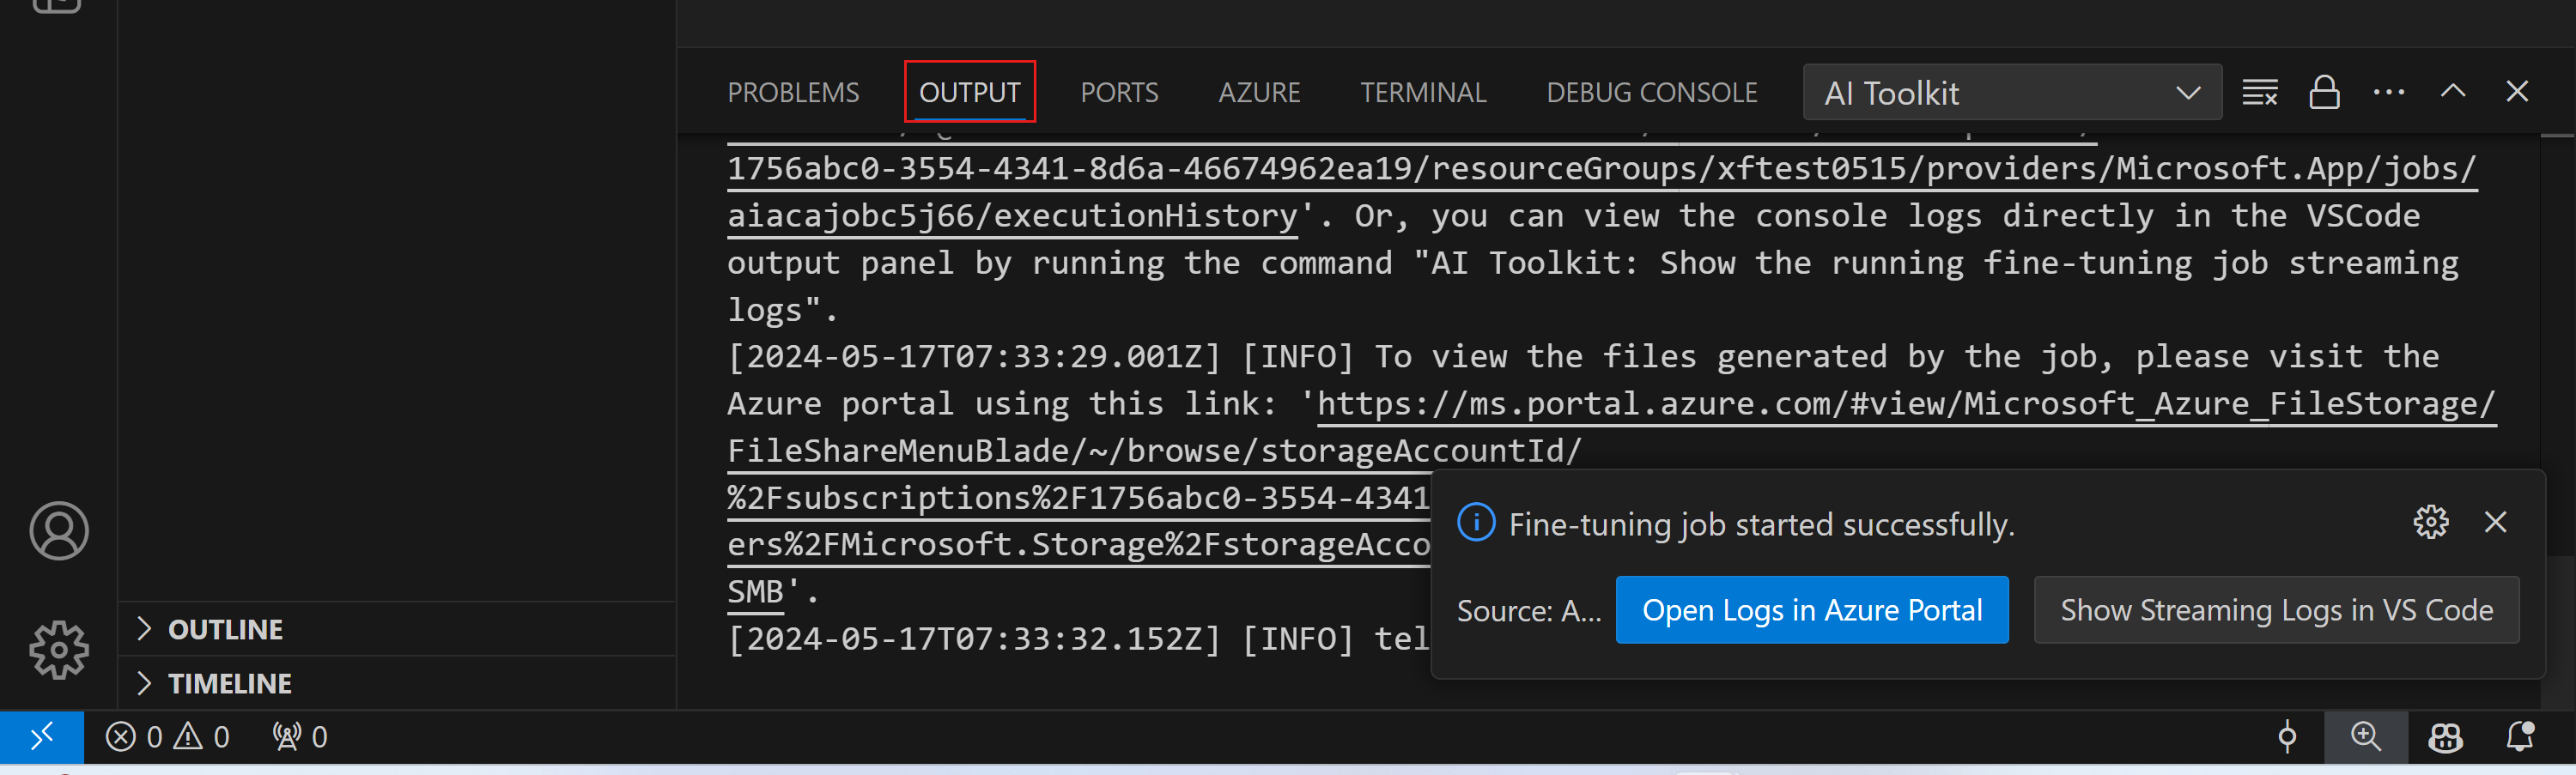 PROBLEMS OUTPUT PORTS AZURE TERMINAL DEBUG CONSOLE AI Toolkit
1756abc0-3554-4341-8d6a-46674962ea19/resourceGroups/xftest0515/providers/Microsoft.App/jobs/
aiacajobc5j66/executionHistory'. Or, you can view the console logs directly in the VSCode
output panel by running the command "AI Toolkit: Show the running fine-tuning job streaming
logs".
[2024-05-17T07:33:29.001Z] [INFO] To view the files generated by the job, please visit the
Azure portal using this link: 'https://ms.portal.azure.com/#view/Microsoft_Azure_FileStorage/
FileShareMenuBlade/~/browse/storageAccountId/
%2Fsubscriptions%2F1756abc0-3554-4341
ers%2FMicrosoft.Storage%2FstorageAcco
SMB'.
[2024-05-17T07:33:32.152Z] [INFO] tel
Fine-tuning job started successfully.
Source: A... Open Logs in Azure Portal Show Streaming Logs in VS Code
OUTLINE
TIMELINE
0 0 0